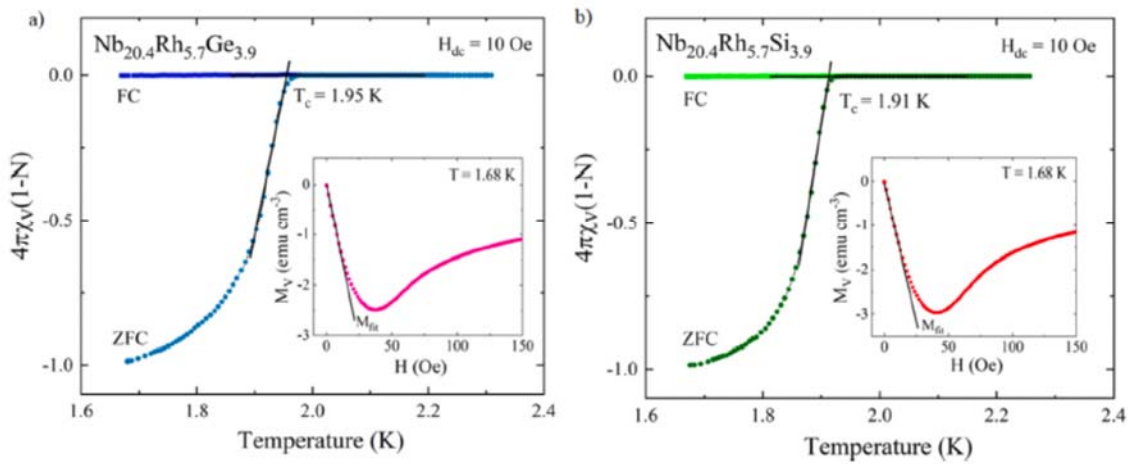 a)
Nb20.4Rh5.7Ge3.9
Hdc = 10 Oe
0.0
FC
Tc = 1.95 K
4πχV(1-N)
-0.5
-1.0
ZFC
T = 1.68 K
0
-1
-2
-3
MV (emu cm-3)
Mfit
0 50 100 150
H (Oe)
1.6 1.8 2.0 2.2 2.4
Temperature (K)
b)
Nb20.4Rh5.7Si3.9
Hdc = 10 Oe
0.0
FC
Tc = 1.91 K
4πχV(1-N)
-0.5
-1.0
ZFC
T = 1.68 K
0
-1
-2
-3
MV (emu cm-3)
Mfit
0 50 100 150
H (Oe)
1.6 1.8 2.0 2.2 2.4
Temperature (K)